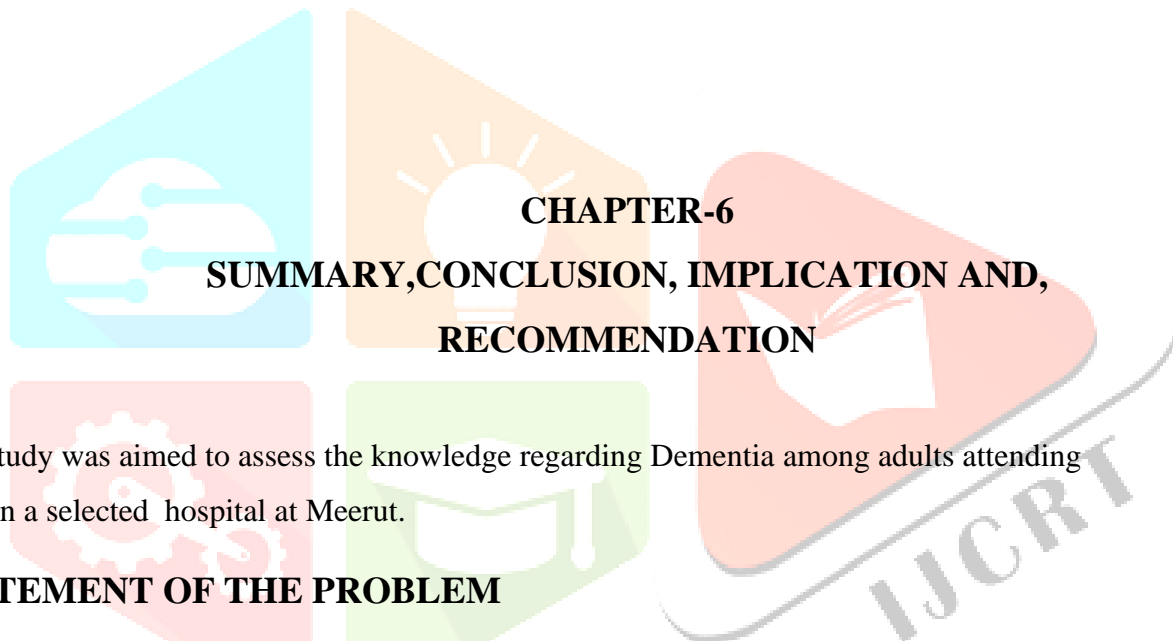 CHAPTER-6
SUMMARY,CONCLUSION, IMPLICATION AND,
RECOMMENDATION
tudy was aimed to assess the knowledge regarding Dementia among adults attending
n a selected hospital at Meerut.
TEMENT OF THE PROBLEM
IJCRT